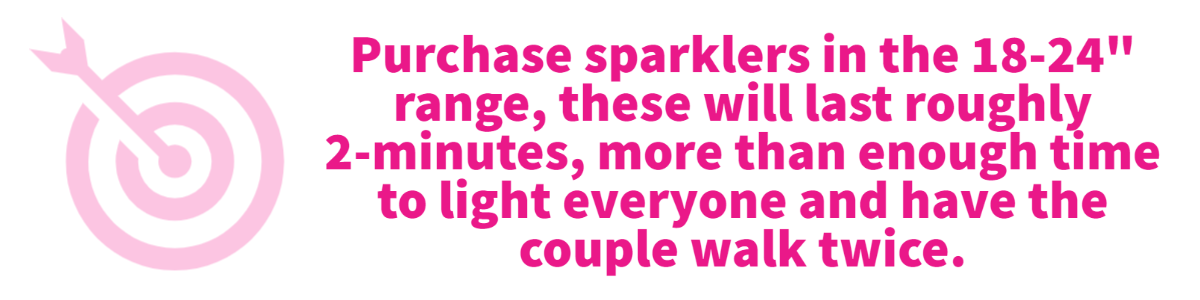 Purchase sparklers in the 18-24"
range, these will last roughly
2-minutes, more than enough time
to light everyone and have the
couple walk twice.